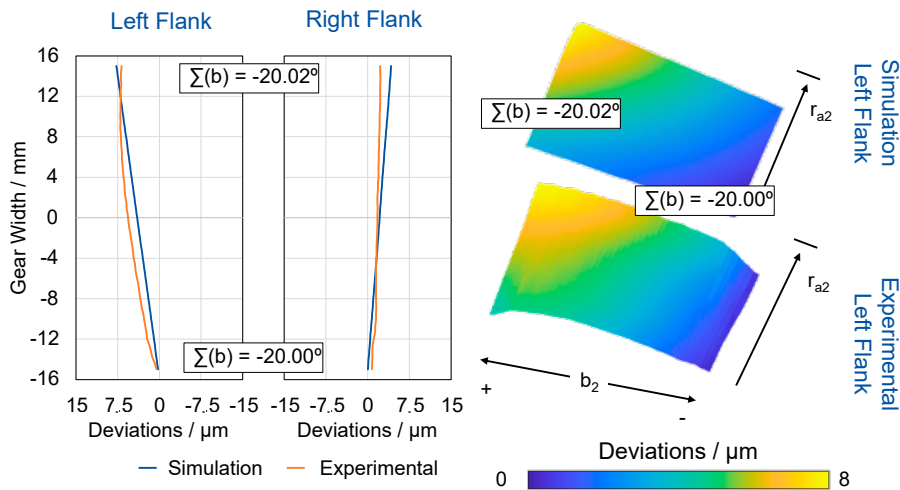 Left Flank
Right Flank
16
12
8
4
0
-4
-8
-12
-16
Gear Width / mm
∑(b) = -20.02º
∑(b) = -20.00º
15 7.5 0 -7.5 -15
-15 -7.5 0 7.5 15
Deviations / µm
Deviations / µm
Simulation
Experimental
∑(b) = -20.02º
∑(b) = -20.00º
ra2
Simulation
Left Flank
ra2
Experimental
Left Flank
+
b2
-
Deviations / µm
0
8